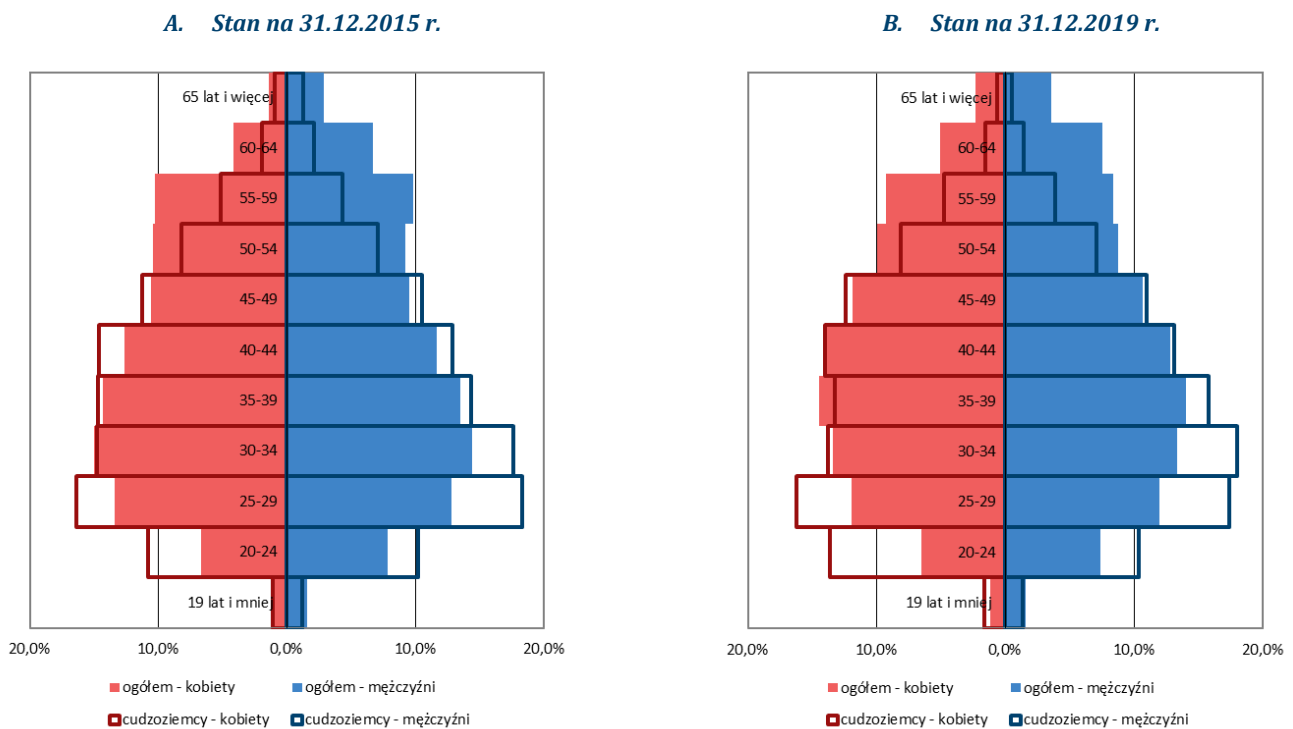 A. Stan na 31.12.2015 r.
65 lat i więcej
60-64
55-59
50-54
45-49
40-44
35-39
30-34
25-29
20-24
19 lat i mniej
20,0% 10,0% 0,0% 10,0% 20,0%
ogółem - kobiety ogółem - mężczyźni
cudzoziemcy - kobiety cudzoziemcy - mężczyźni
B. Stan na 31.12.2019 r.
65 lat i więcej
60-64
55-59
50-54
45-49
40-44
35-39
30-34
25-29
20-24
19 lat i mniej
20,0% 10,0% 0,0% 10,0% 20,0%
ogółem - kobiety ogółem - mężczyźni
cudzoziemcy - kobiety cudzoziemcy - mężczyźni